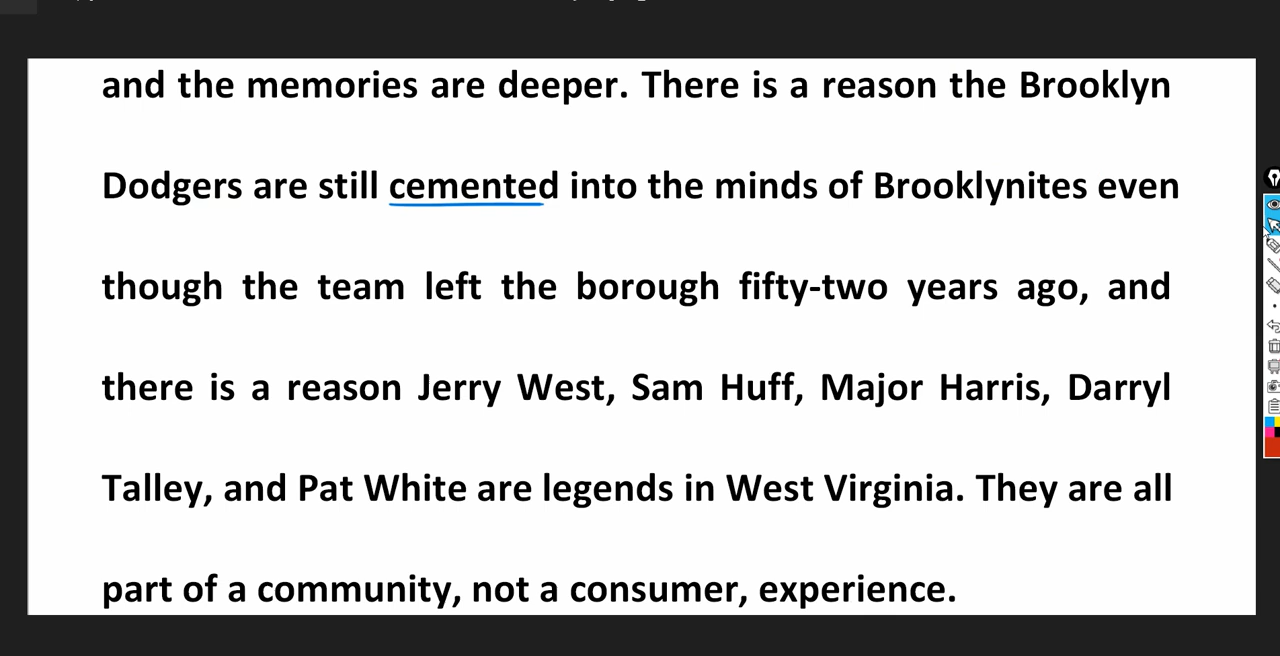 and the memories are deeper. There is a reason the Brooklyn
Dodgers are still cemented into the minds of Brooklynites even
though the team left the borough fifty-two years ago, and
there is a reason Jerry West, Sam Huff, Major Harris, Darryl
Talley, and Pat White are legends in West Virginia. They are all
part of a community, not a consumer, experience.